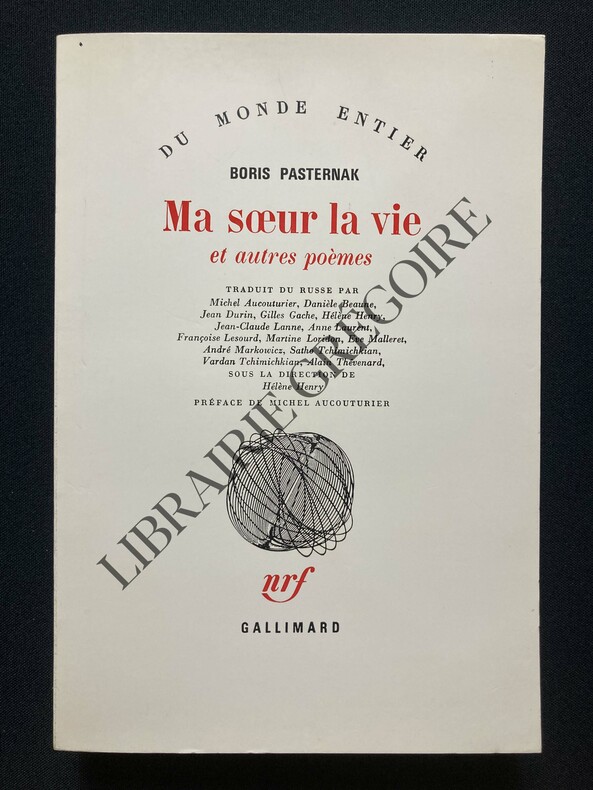 DU MONDE ENTIER
BORIS PASTERNAK
Ma sœur la vie
et autres poèmes
TRADUIT DU RUSSE PAR
Michel Aucouturier, Danièle Beaune,
Jean Durin, Gilles Gache, Hélène Henry,
Jean-Claude Lanne, Anne Laurent,
Françoise Lesourd, Martine Loridon, Eve Malleret,
André Markowicz, Satho Tchimichkian,
Vardan Tchimichkian, Alain Thévenard,
SOUS LA DIRECTION DE
Hélène Henry
PRÉFACE DE MICHEL AUCOUTURIER
nrf
GALLIMARD
LIBRAIRIE GRÉGOIRE